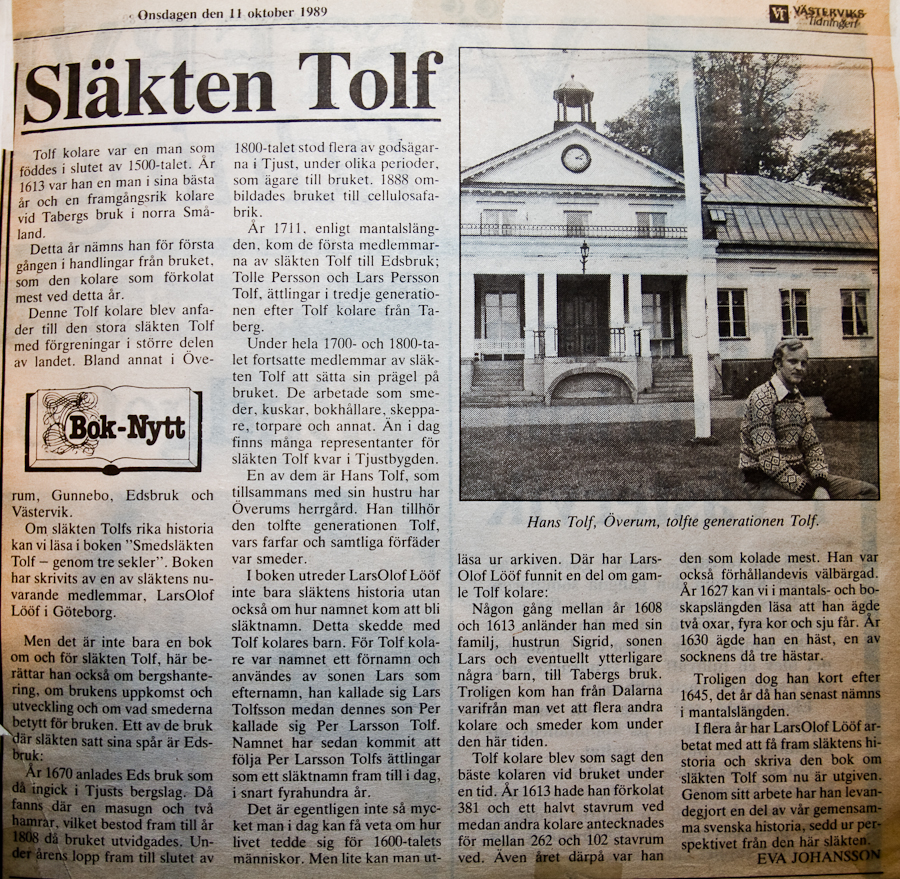 Onsdagen den 11 oktober 1989
VT VÄSTERVIKS
Tidningen
Släkten Tolf
Tolf kolare var en man som
föddes i slutet av 1500-talet. År
1613 var han en man i sina bästa
år och en framgångsrik kolare
vid Tabergs bruk i norra Små-
land.
Detta år nämns han för första
gången i handlingar från bruket,
som den kolare som förkolat
mest ved detta år.
Denne Tolf kolare blev anfa-
der till den stora släkten Tolf
med förgreningar i större delen
av landet. Bland annat i Öve-
Bok-Nytt
rum, Gunnebo, Edsbruk och
Västervik.
Om släkten Tolfs rika historia
kan vi läsa i boken "Smedsläkten
Tolf – genom tre sekler". Boken
har skrivits av en av släktens nu-
varande medlemmar, LarsOlof
Lööf i Göteborg.
Men det är inte bara en bok
om och för släkten Tolf, här be-
rättar han också om bergshante-
ring, om brukens uppkomst och
utveckling och om vad smederna
betytt för bruken. Ett av de bruk
där släkten satt sina spår är Eds-
bruk:
År 1670 anlades Eds bruk som
då ingick i Tjusts bergslag. Då
fanns där en masugn och två
hamrar, vilket bestod fram till år
1808 då bruket utvidgades. Un-
der årens lopp fram till slutet av
1800-talet stod flera av godsägar-
na i Tjust, under olika perioder,
som ägare till bruket. 1888 om-
bildades bruket till cellulosafa-
brik.
År 1711, enligt mantalsläng-
den, kom de första medlemmar-
na av släkten Tolf till Edsbruk;
Tolle Persson och Lars Persson
Tolf, ättlingar i tredje generatio-
nen efter Tolf kolare från Ta-
berg.
Under hela 1700- och 1800-ta-
let fortsatte medlemmar av släk-
ten Tolf att sätta sin prägel på
bruket. De arbetade som sme-
der, kuskar, bokhållare, skeppa-
re, torpare och annat. Än i dag
finns många representanter för
släkten Tolf kvar i Tjustbygden.
En av dem är Hans Tolf, som
tillsammans med sin hustru har
Överums herrgård. Han tillhör
den tolfte generationen Tolf,
vars farfar och samtliga förfäder
var smeder.
I boken utreder LarsOlof Lööf
inte bara släktens historia utan
också om hur namnet kom att bli
släktnamn. Detta skedde med
Tolf kolares barn. För Tolf kola-
re var namnet ett förnamn och
användes av sonen Lars som
efternamn, han kallade sig Lars
Tolfsson medan dennes son Per
kallade sig Per Larsson Tolf.
Namnet har sedan kommit att
följa Per Larsson Tolfs ättlingar
som ett släktnamn fram till i dag,
i snart fyrahundra år.
Det är egentligen inte så myc-
ket man i dag kan få veta om hur
livet tedde sig för 1600-talets
människor. Men lite kan man ut-
Hans Tolf, Överum, tolfte generationen Tolf.
läsa ur arkiven. Där har Lars-
Olof Lööf funnit en del om gam-
le Tolf kolare:
Någon gång mellan år 1608
och 1613 anländer han med sin
familj, hustrun Sigrid, sonen
Lars och eventuellt ytterligare
några barn, till Tabergs bruk.
Troligen kom han från Dalarna
varifrån man vet att flera andra
kolare och smeder kom under
den här tiden.
Tolf kolare blev som sagt den
bäste kolaren vid bruket under
en tid. År 1613 hade han förkolat
381 och ett halvt stavrum ved
medan andra kolare antecknades
för mellan 262 och 102 stavrum
ved. Även året därpå var han
den som kolade mest. Han var
också förhållandevis välbärgad.
År 1627 kan vi i mantals- och bo-
skapslängden läsa att han ägde
två oxar, fyra kor och sju får. År
1630 ägde han en häst, en av
socknens då tre hästar.
Troligen dog han kort efter
1645, det år då han senast nämns
i mantalslängden.
I flera år har LarsOlof Lööf ar-
betat med att få fram släktens hi-
storia och skriva den bok om
släkten Tolf som nu är utgiven.
Genom sitt arbete har han levan-
degjort en del av vår gemensam-
ma svenska historia, sedd ur per-
spektivet från den här släkten.
EVA JOHANSSON